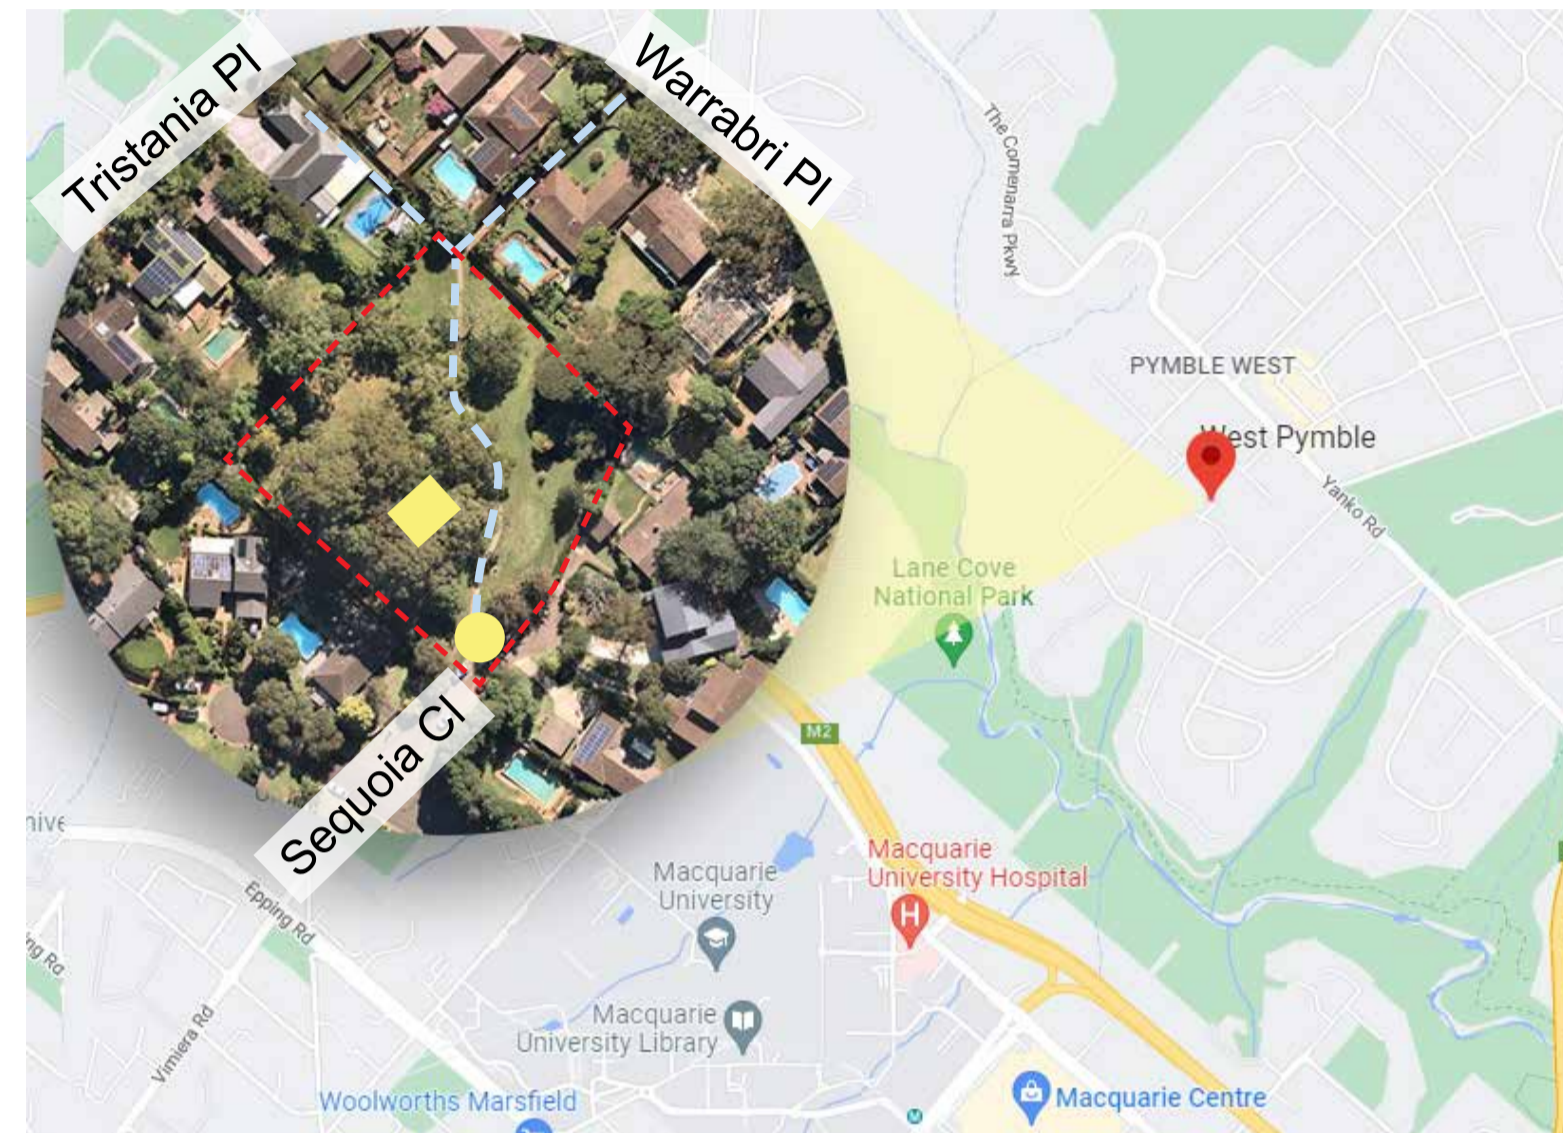 Tristania Pl
Warrabri Pl
Sequoia Cl
The Comenarra Pkwy
PYMBLE WEST
West Pymble
Yanko Rd
Lane Cove
National Park
M2
Macquarie
University Hospital
H
Macquarie
University
Epping Rd
Vimiera Rd
Macquarie
University Library
Woolworths Marsfield
Macquarie Centre
M